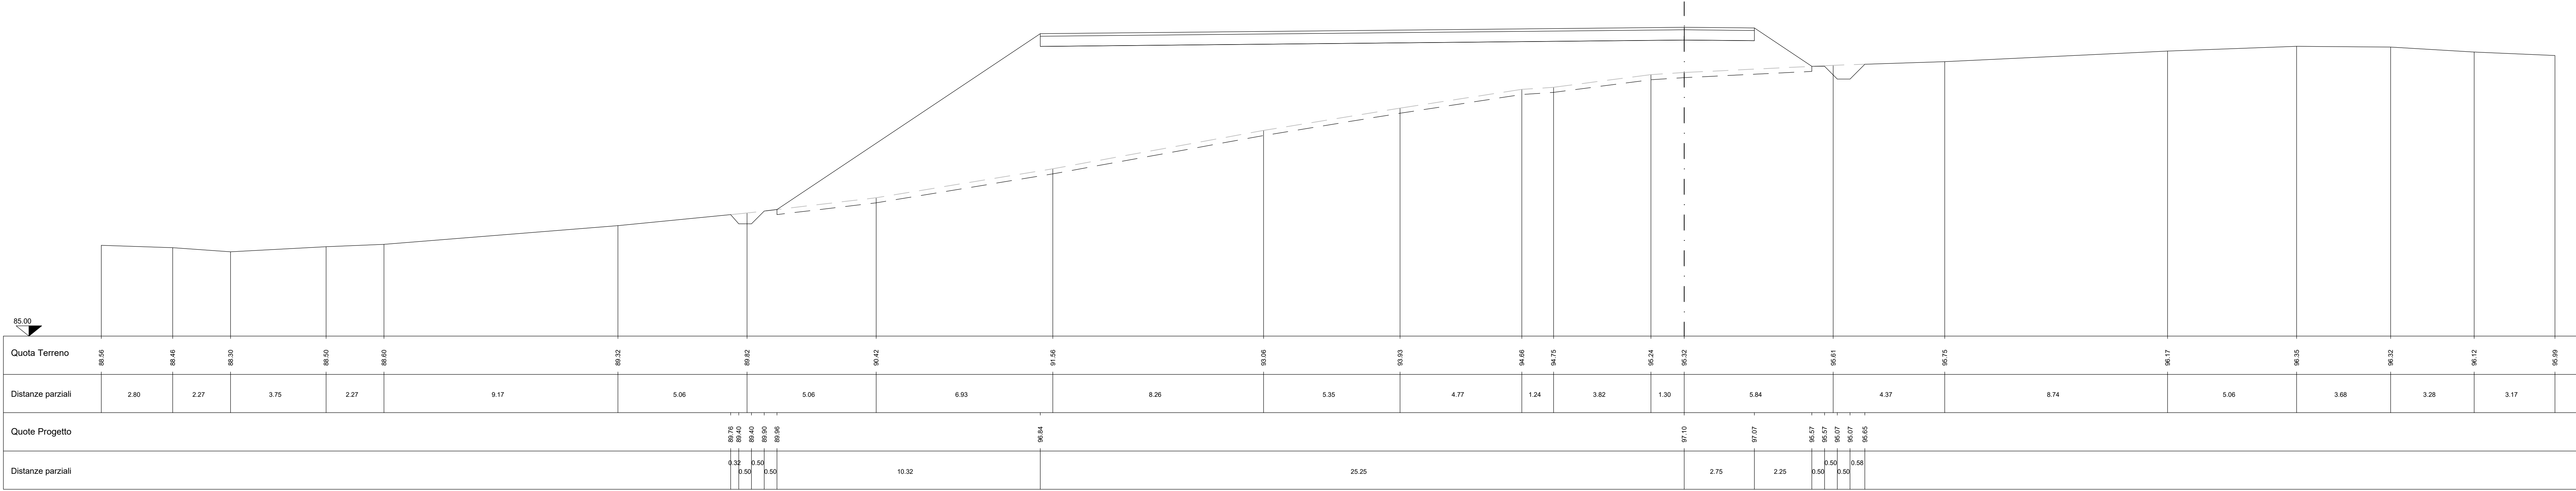 85.00
Quota Terreno 88.56 88.46 88.30 88.50 88.60 89.32 89.82 90.42 91.56 93.06 93.93 94.66 94.75 95.24 95.32 95.61 95.75 96.17 96.35 96.32 96.12 95.99
Distanze parziali 2.80 2.27 3.75 2.27 9.17 5.06 5.06 6.93 8.26 5.35 4.77 1.24 3.82 1.30 5.84 4.37 8.74 5.06 3.68 3.28 3.17
Quote Progetto 89.76 89.40 89.40 89.90 89.96 96.84 97.10 97.07 95.57 95.57 95.07 95.07 95.65
Distanze parziali 0.32 0.50 0.50 0.50 10.32 25.25 2.75 2.25 0.50 0.50 0.50 0.58